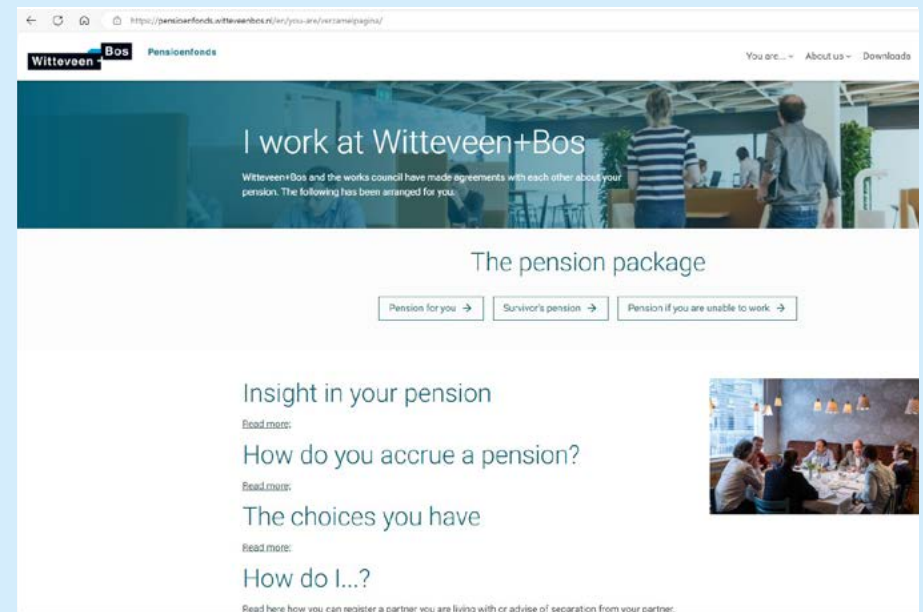 https://pensioenfonds.witteveenbos.nl/en/you-are/verzamelpagina/
Witteveen Bos
Pensioenfonds
You are... About us Downloads
I work at Witteveen+Bos
Witteveen+Bos and the works council have made agreements with each other about your
pension. The following has been arranged for you:
The pension package
Pension for you → Survivor's pension → Pension if you are unable to work →
Insight in your pension
Read more:
How do you accrue a pension?
Read more:
The choices you have
Read more:
How do I...?
Read here how you can register a partner you are living with or advise of separation from your partner.